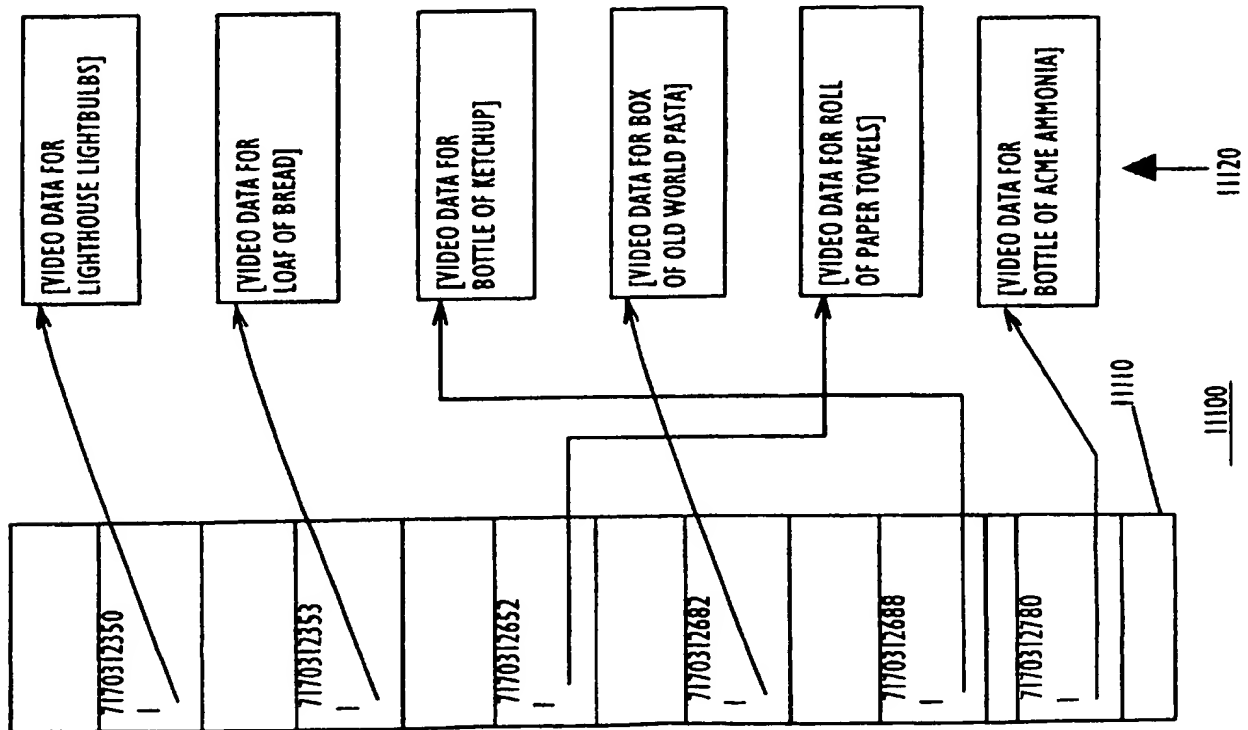 [VIDEO DATA FOR
LIGHTHOUSE LIGHTBULBS]
[VIDEO DATA FOR
LOAF OF BREAD]
[VIDEO DATA FOR
BOTTLE OF KETCHUP]
[VIDEO DATA FOR BOX
OF OLD WORLD PASTA]
[VIDEO DATA FOR ROLL
OF PAPER TOWELS]
[VIDEO DATA FOR
BOTTLE OF ACME AMMONIA]
7170312350
7170312353
7170312652
7170312682
7170312688
7170312780
11110
11120
11100